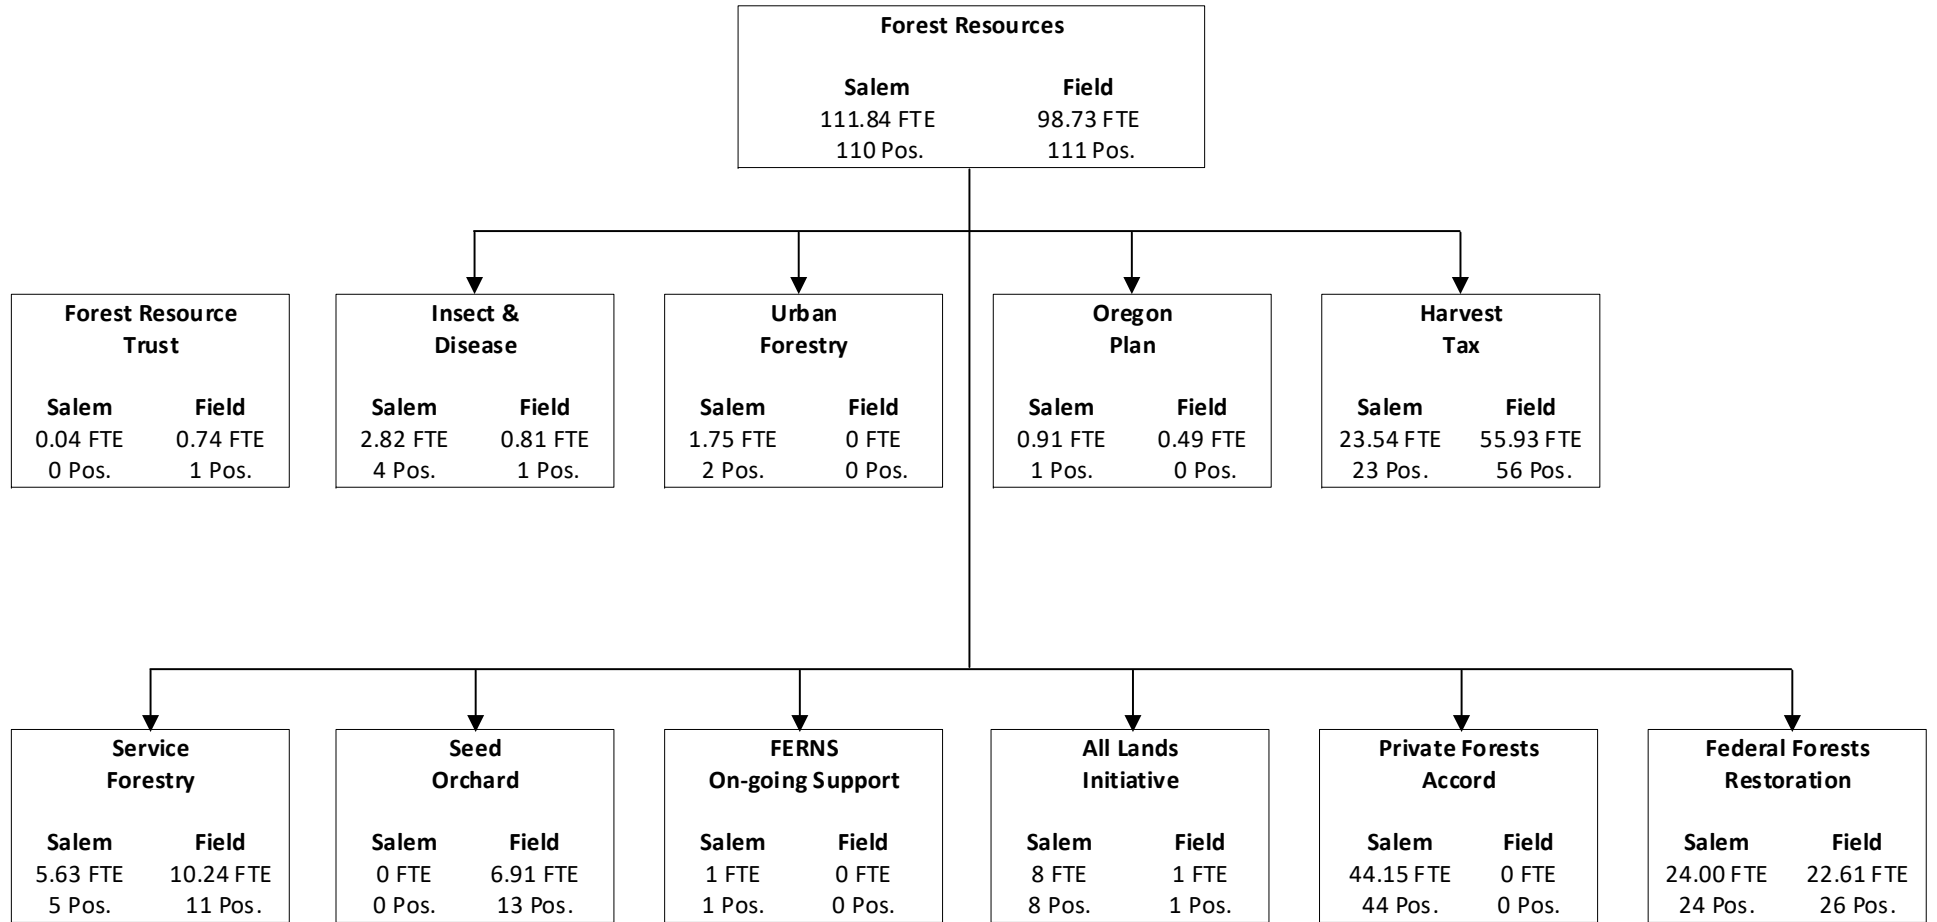 Forest Resources
Salem Field
111.84 FTE 98.73 FTE
110 Pos. 111 Pos.
Forest Resource
Trust
Salem Field
0.04 FTE 0.74 FTE
0 Pos. 1 Pos.
Insect &
Disease
Salem Field
2.82 FTE 0.81 FTE
4 Pos. 1 Pos.
Urban
Forestry
Salem Field
1.75 FTE 0 FTE
2 Pos. 0 Pos.
Oregon
Plan
Salem Field
0.91 FTE 0.49 FTE
1 Pos. 0 Pos.
Harvest
Tax
Salem Field
23.54 FTE 55.93 FTE
23 Pos. 56 Pos.
Service
Forestry
Salem Field
5.63 FTE 10.24 FTE
5 Pos. 11 Pos.
Seed
Orchard
Salem Field
0 FTE 6.91 FTE
0 Pos. 13 Pos.
FERNS
On-going Support
Salem Field
1 FTE 0 FTE
1 Pos. 0 Pos.
All Lands
Initiative
Salem Field
8 FTE 1 FTE
8 Pos. 1 Pos.
Private Forests
Accord
Salem Field
44.15 FTE 0 FTE
44 Pos. 0 Pos.
Federal Forests
Restoration
Salem Field
24.00 FTE 22.61 FTE
24 Pos. 26 Pos.